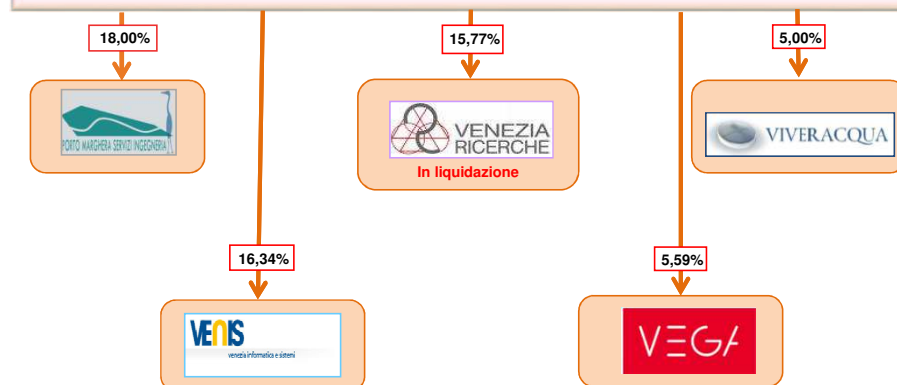 18,00%
15,77%
5,00%
PORTO MARGHERA SERVIZI INGEGNERIA
VENEZIA
RICERCHE
In liquidazione
VIVERACQUA
16,34%
5,59%
VENIS
venezia informatica e sistemi
VEGA